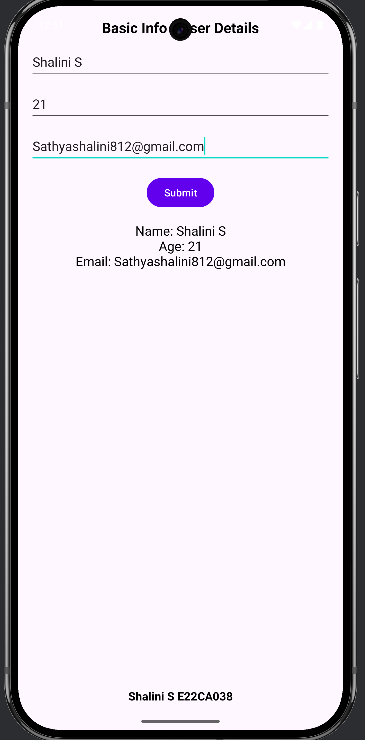 Basic Info ser Details
Shalini S
21
Sathyashalini812@gmail.com
Submit
Name: Shalini S
Age: 21
Email: Sathyashalini812@gmail.com
Shalini S E22CA038